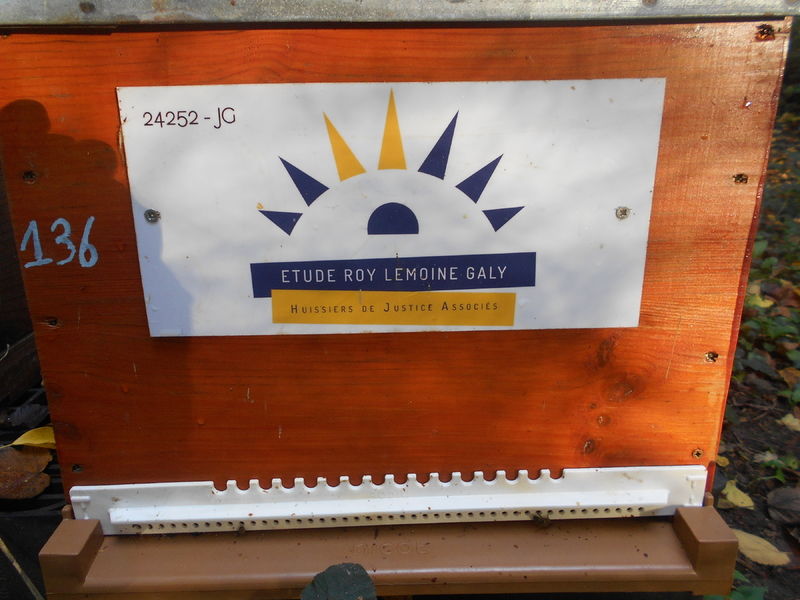 24252 - JG
136
ETUDE ROY LEMOINE GALY
HUISSIERS DE JUSTICE ASSOCIÉS